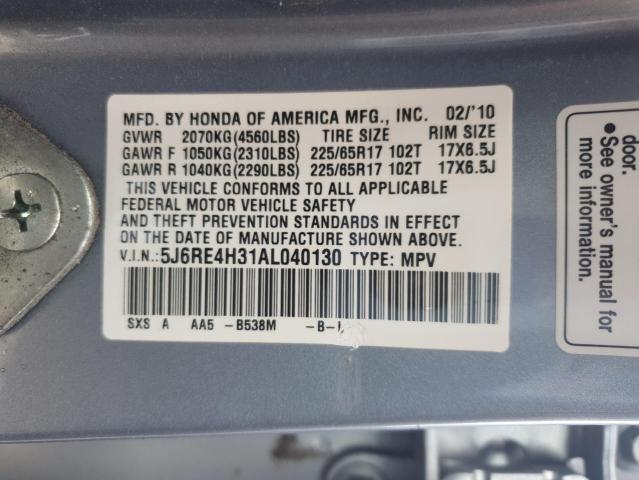 MFD. BY HONDA OF AMERICA MFG., INC. 02/'10
GVWR 2070KG(4560LBS) TIRE SIZE RIM SIZE
GAWR F 1050KG(2310LBS) 225/65R17 102T 17X6.5J
GAWR R 1040KG(2290LBS) 225/65R17 102T 17X6.5J
THIS VEHICLE CONFORMS TO ALL APPLICABLE
FEDERAL MOTOR VEHICLE SAFETY
AND THEFT PREVENTION STANDARDS IN EFFECT
ON THE DATE OF MANUFACTURE SHOWN ABOVE.
V.I.N.:5J6RE4H31AL040130 TYPE: MPV
SXS A AA5 -B538M -B-
door.
●See owner's
manual for
more.